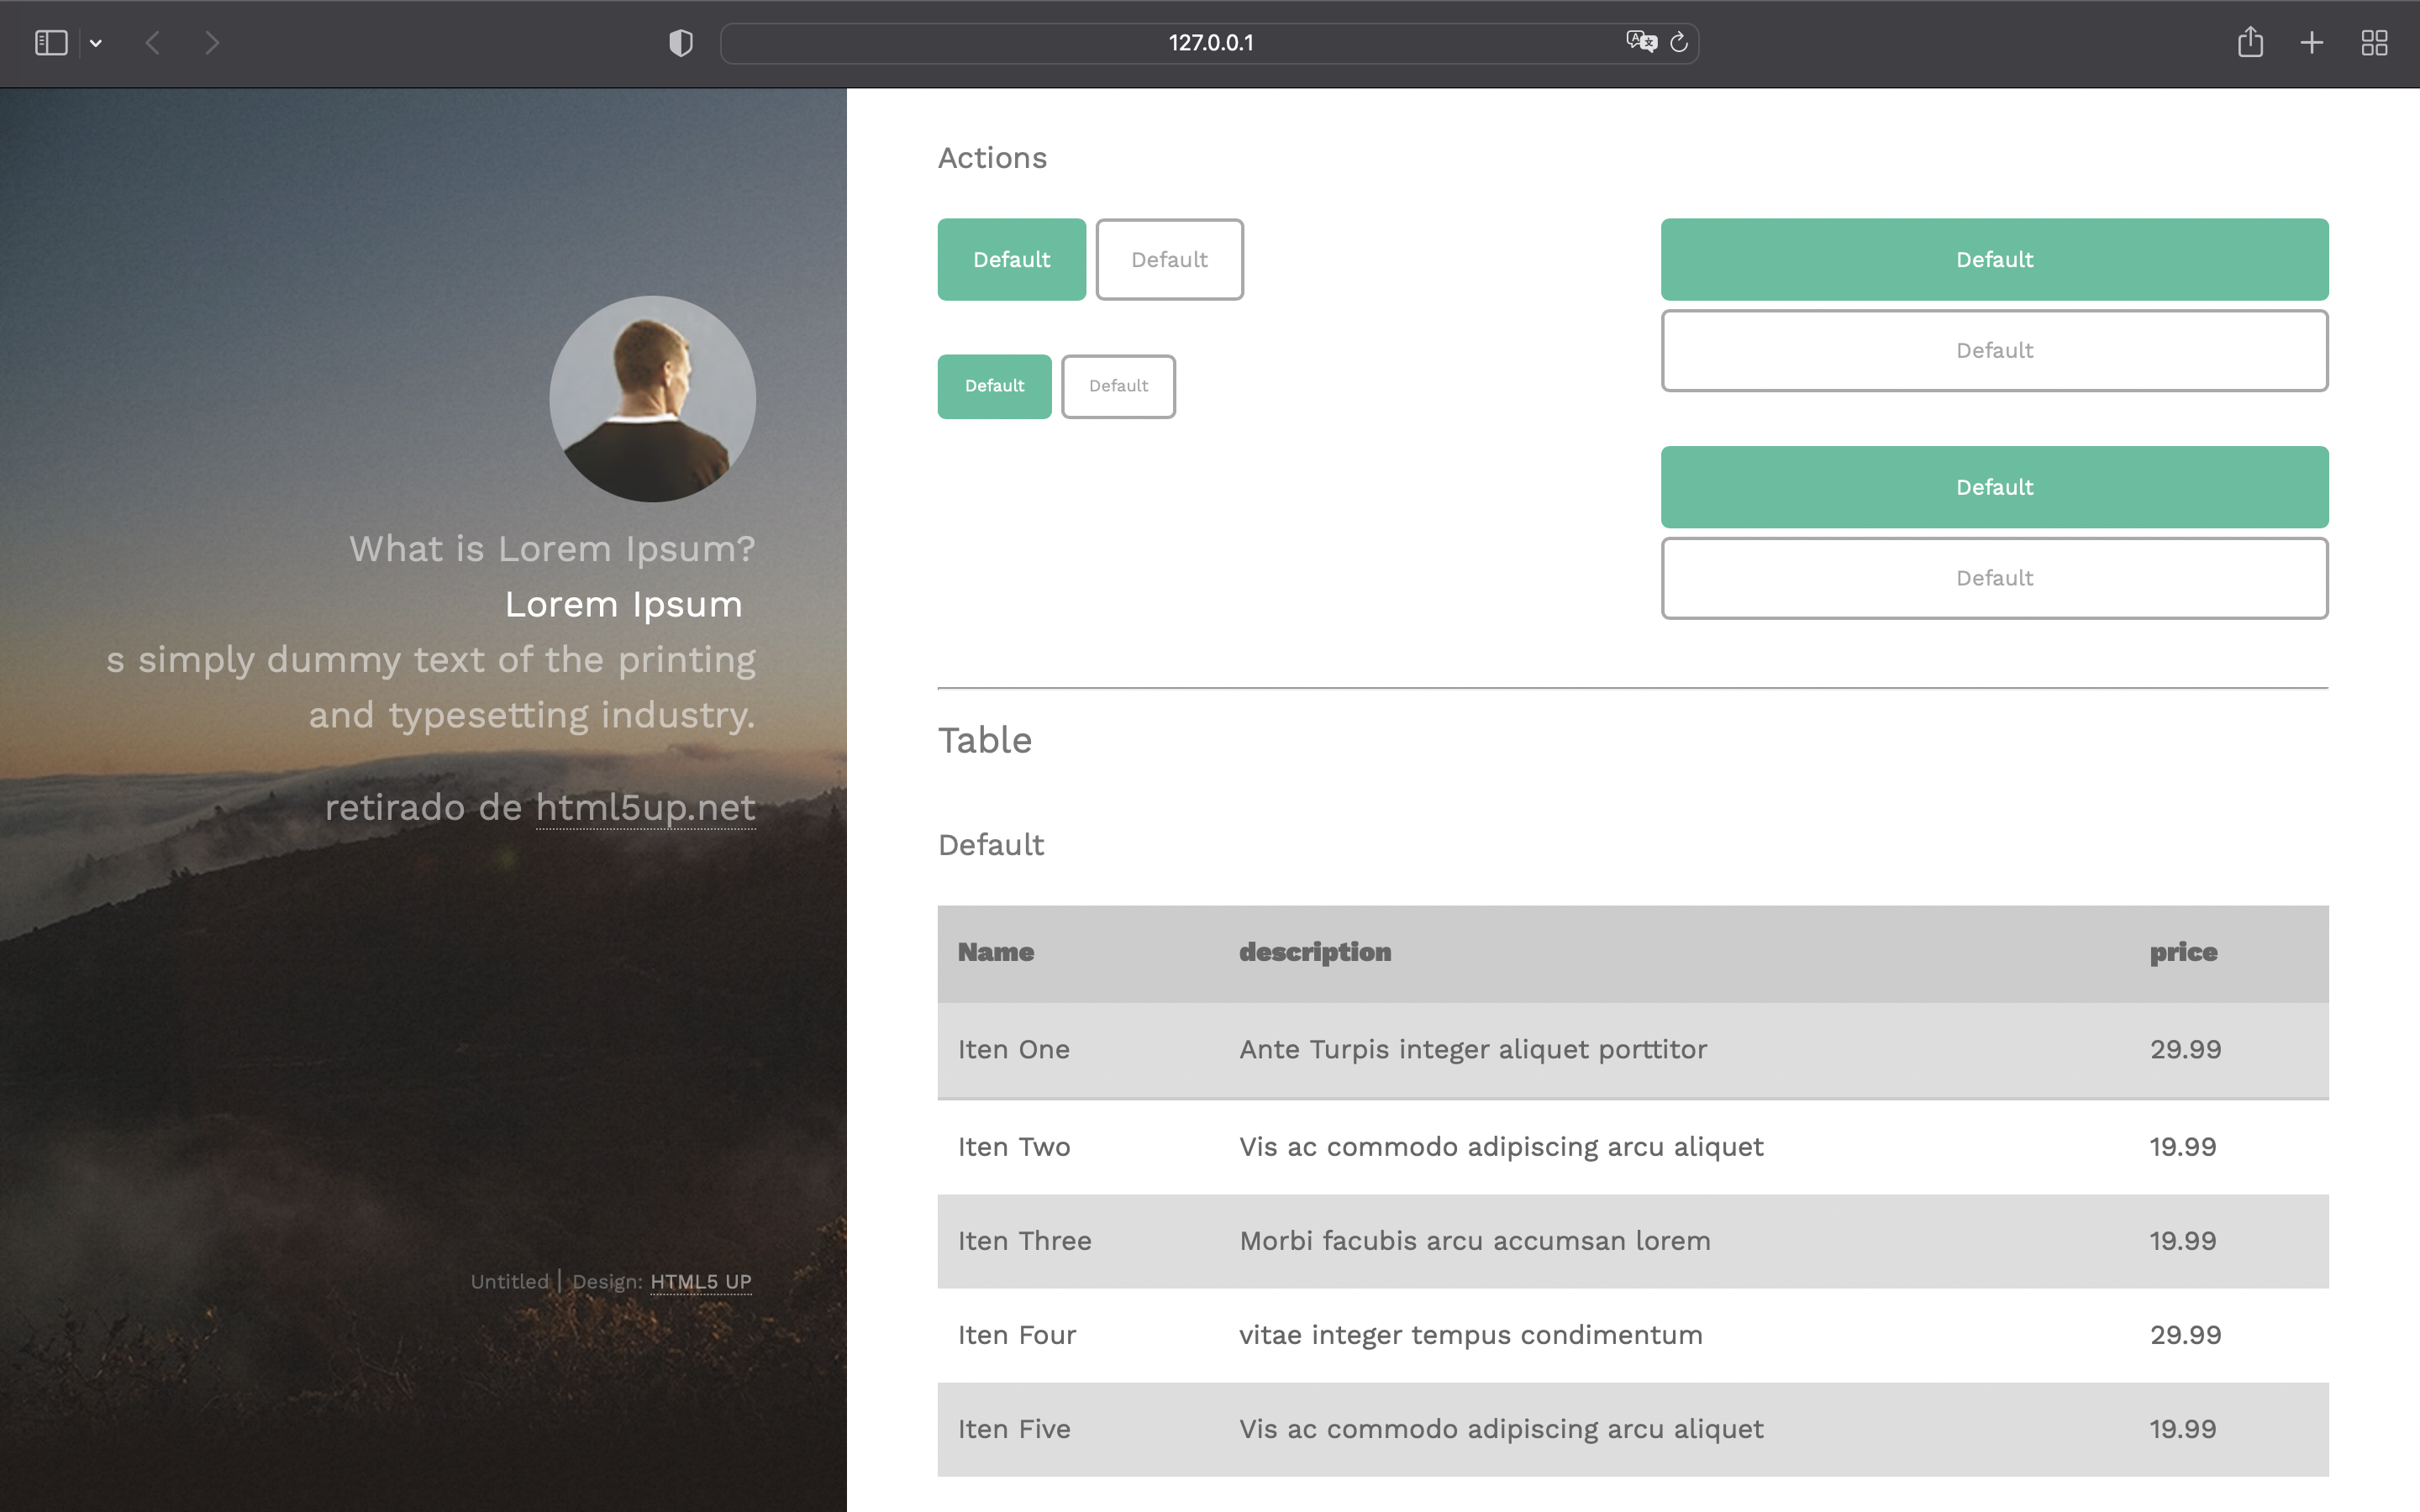 127.0.0.1
What is Lorem Ipsum?
Lorem Ipsum
s simply dummy text of the printing
and typesetting industry.
retirado de html5up.net
Untitled | Design: HTML5 UP
Actions
Default Default
Default Default
Default
Default
Default
Default
Table
Default
Name description price
Iten One Ante Turpis integer aliquet porttitor 29.99
Iten Two Vis ac commodo adipiscing arcu aliquet 19.99
Iten Three Morbi facubis arcu accumsan lorem 19.99
Iten Four vitae integer tempus condimentum 29.99
Iten Five Vis ac commodo adipiscing arcu aliquet 19.99